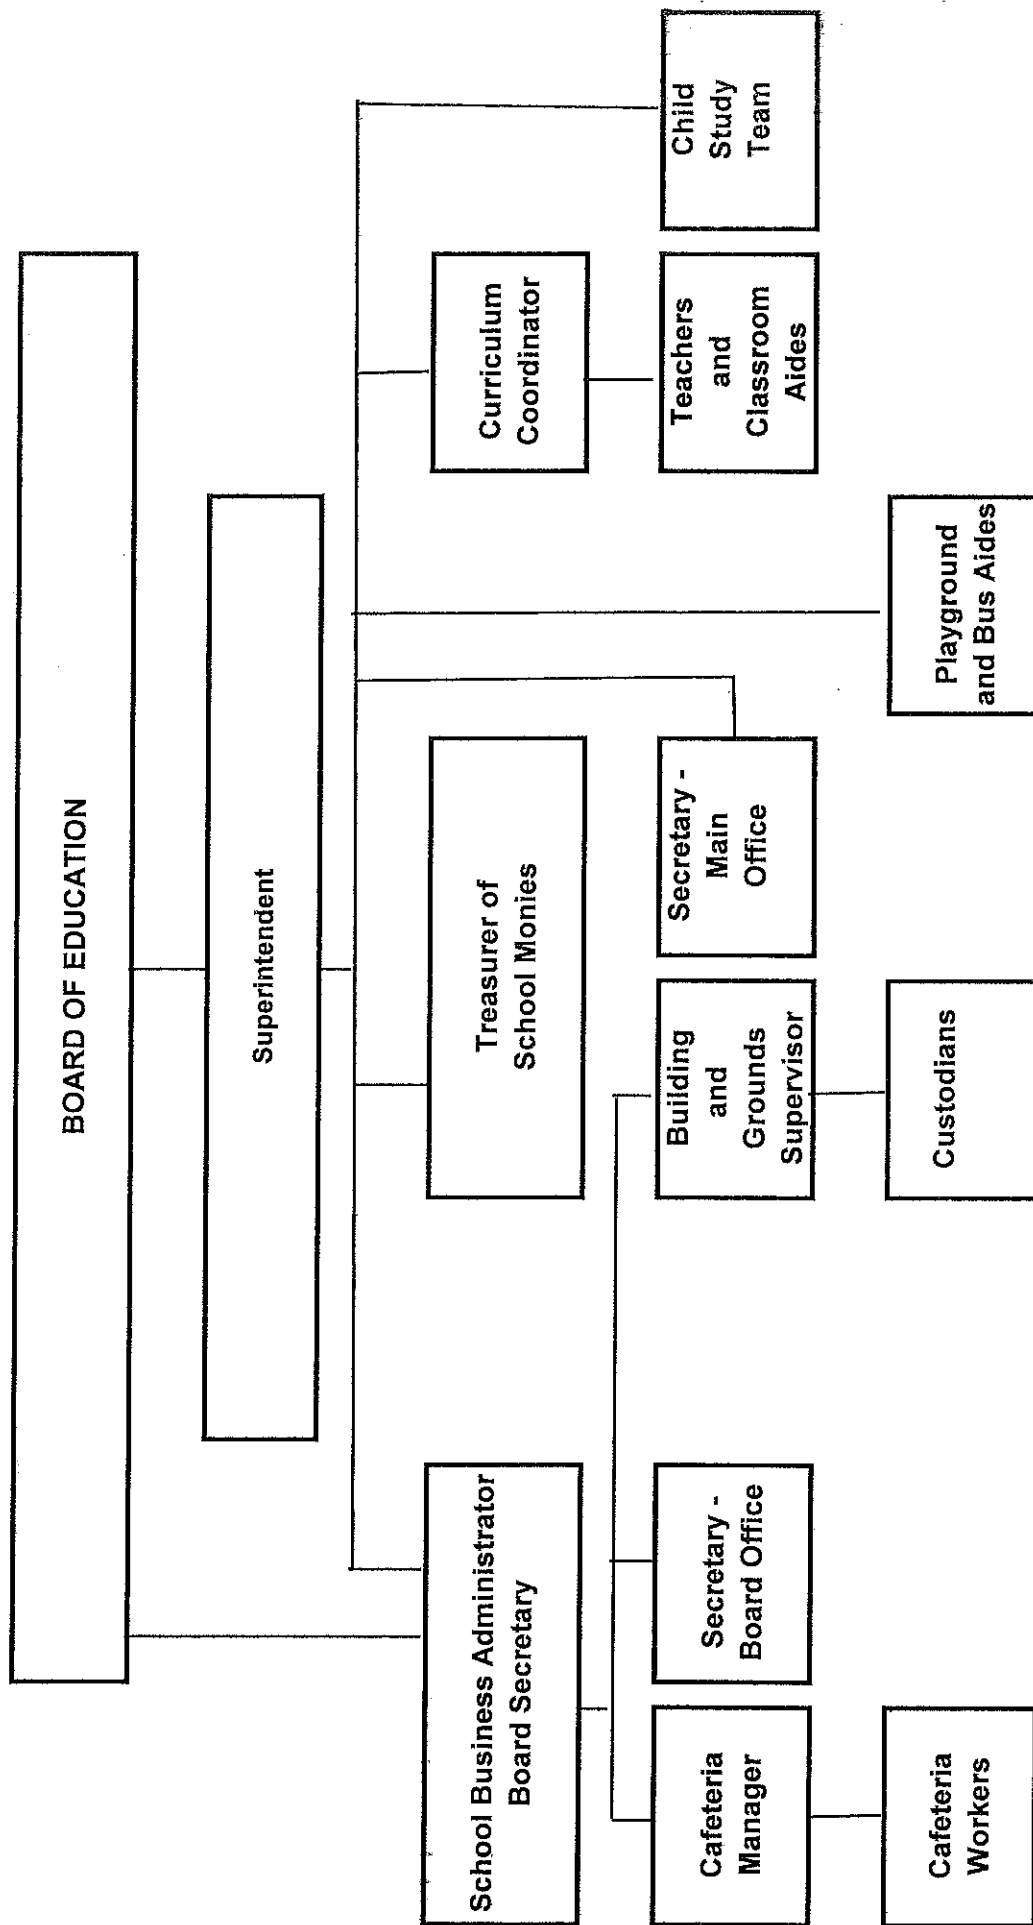 BOARD OF EDUCATION
Superintendent
School Business Administrator
Board Secretary
Treasurer of
School Monies
Curriculum
Coordinator
Cafeteria
Manager
Secretary -
Board Office
Building
and
Grounds
Supervisor
Secretary -
Main
Office
Teachers
and
Classroom
Aides
Child
Study
Team
Cafeteria
Workers
Custodians
Playground
and Bus Aides